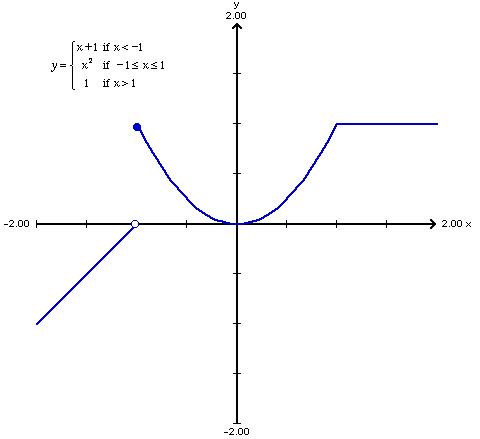 y
2.00
y = { x+1 if x < −1
x² if −1 ≤ x ≤ 1
1 if x > 1
−2.00
2.00 x
−2.00